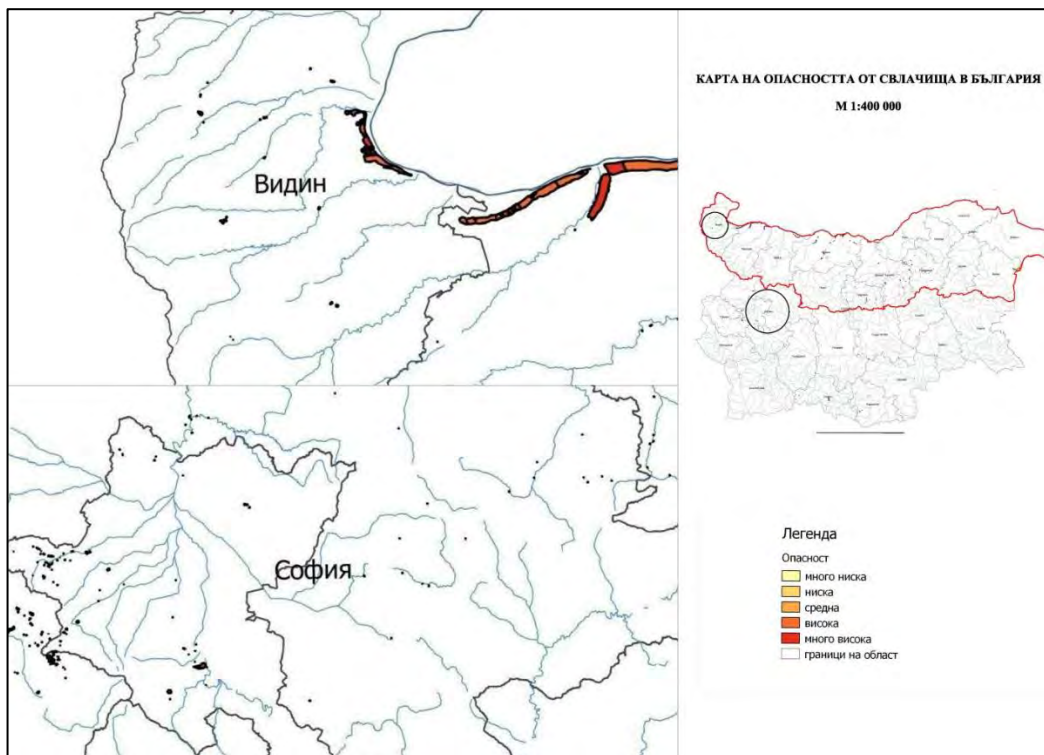 Видин
София
КАРТА НА ОПАСНОСТТА ОТ СВЛАЧИЩА В БЪЛГАРИЯ
М 1:400 000
Легенда
Опасност
много ниска
ниска
средна
висока
много висока
граници на област